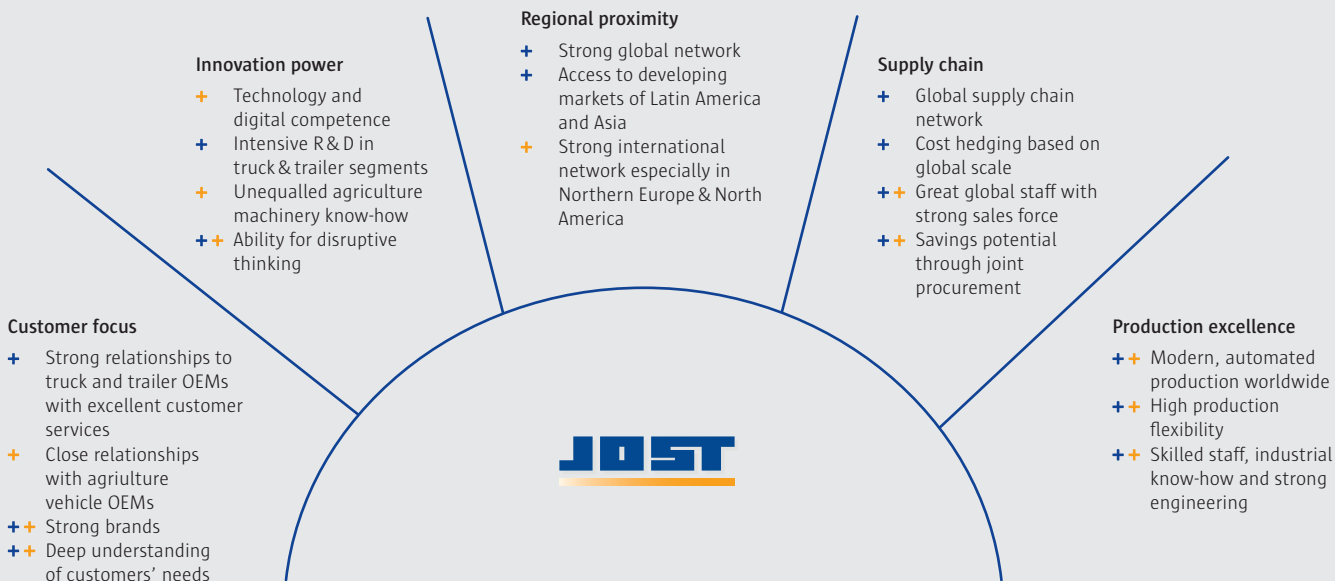 Customer focus
+ Strong relationships to
truck and trailer OEMs
with excellent customer
services
+ Close relationships
with agriulture
vehicle OEMs
++ Strong brands
++ Deep understanding
of customers’ needs
Innovation power
+ Technology and
digital competence
+ Intensive R & D in
truck & trailer segments
+ Unequalled agriculture
machinery know-how
++ Ability for disruptive
thinking
Regional proximity
+ Strong global network
+ Access to developing
markets of Latin America
and Asia
+ Strong international
network especially in
Northern Europe & North
America
Supply chain
+ Global supply chain
network
+ Cost hedging based on
global scale
++ Great global staff with
strong sales force
++ Savings potential
through joint
procurement
Production excellence
++ Modern, automated
production worldwide
++ High production
flexibility
++ Skilled staff, industrial
know-how and strong
engineering
JOST